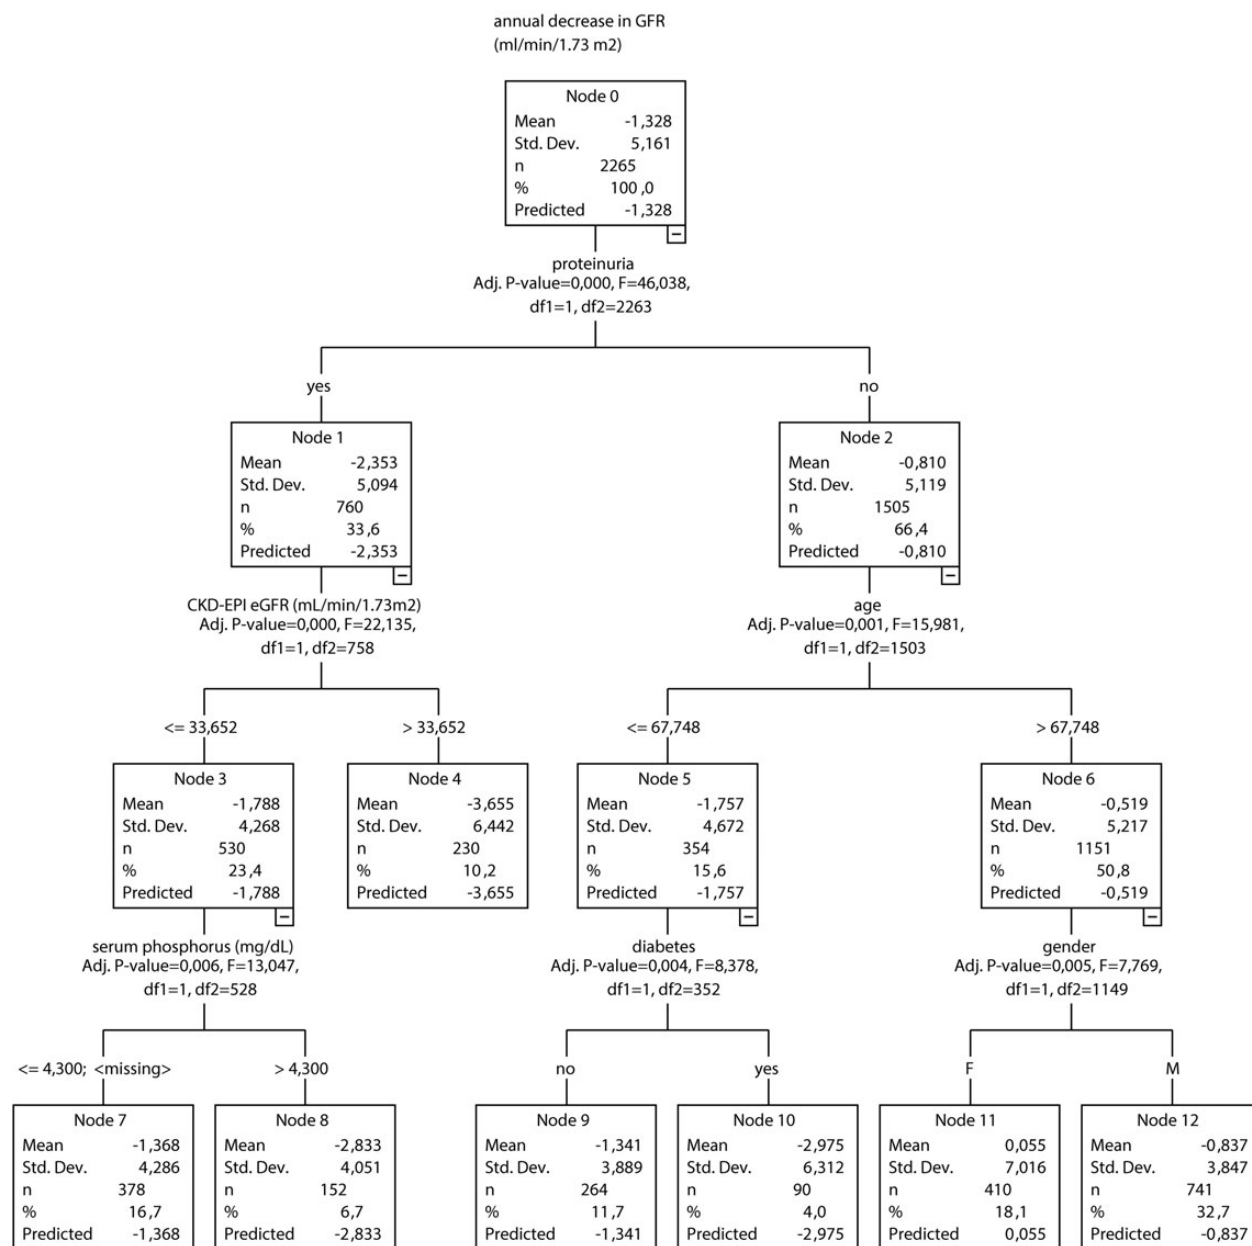 annual decrease in GFR
(ml/min/1.73 m2)
Node 0
Mean -1,328
Std. Dev. 5,161
n 2265
% 100,0
Predicted -1,328
proteinuria
Adj. P-value=0,000, F=46,038,
df1=1, df2=2263
yes
no
Node 1
Mean -2,353
Std. Dev. 5,094
n 760
% 33,6
Predicted -2,353
Node 2
Mean -0,810
Std. Dev. 5,119
n 1505
% 66,4
Predicted -0,810
CKD-EPI eGFR (mL/min/1.73m2)
Adj. P-value=0,000, F=22,135,
df1=1, df2=758
age
Adj. P-value=0,001, F=15,981,
df1=1, df2=1503
<= 33,652
> 33,652
<= 67,748
> 67,748
Node 3
Mean -1,788
Std. Dev. 4,268
n 530
% 23,4
Predicted -1,788
Node 4
Mean -3,655
Std. Dev. 6,442
n 230
% 10,2
Predicted -3,655
Node 5
Mean -1,757
Std. Dev. 4,672
n 354
% 15,6
Predicted -1,757
Node 6
Mean -0,519
Std. Dev. 5,217
n 1151
% 50,8
Predicted -0,519
serum phosphorus (mg/dL)
Adj. P-value=0,006, F=13,047,
df1=1, df2=528
diabetes
Adj. P-value=0,004, F=8,378,
df1=1, df2=352
gender
Adj. P-value=0,005, F=7,769,
df1=1, df2=1149
<= 4,300; <missing>
> 4,300
no
yes
F
M
Node 7
Mean -1,368
Std. Dev. 4,286
n 378
% 16,7
Predicted -1,368
Node 8
Mean -2,833
Std. Dev. 4,051
n 152
% 6,7
Predicted -2,833
Node 9
Mean -1,341
Std. Dev. 3,889
n 264
% 11,7
Predicted -1,341
Node 10
Mean -2,975
Std. Dev. 6,312
n 90
% 4,0
Predicted -2,975
Node 11
Mean 0,055
Std. Dev. 7,016
n 410
% 18,1
Predicted 0,055
Node 12
Mean -0,837
Std. Dev. 3,847
n 741
% 32,7
Predicted -0,837